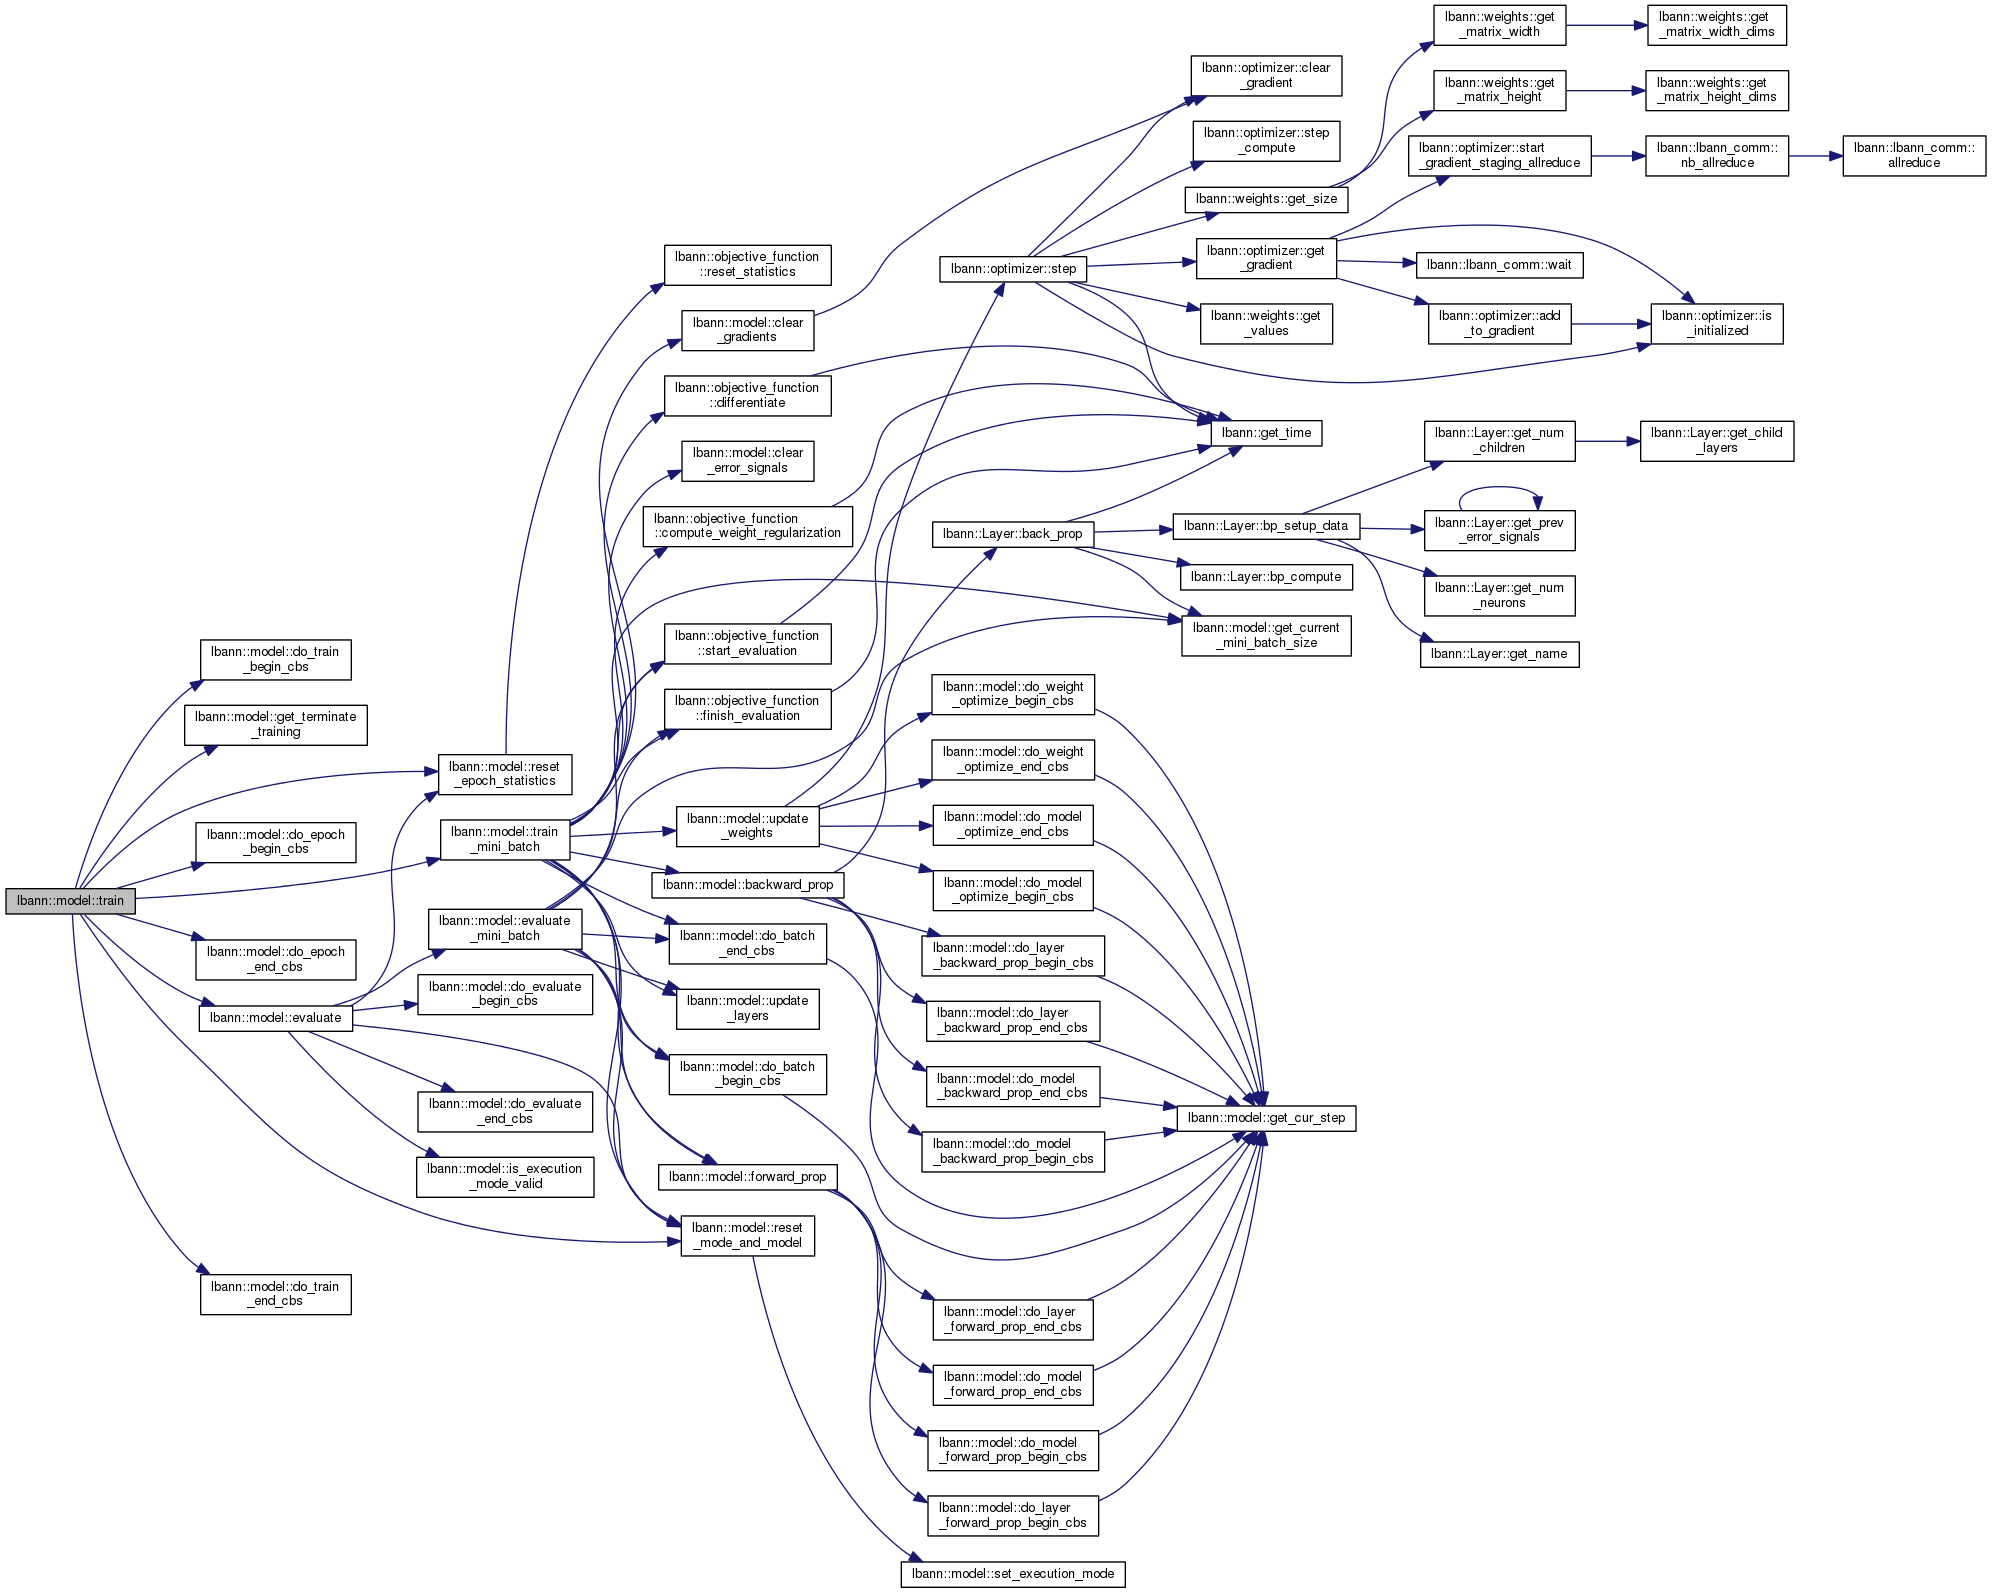 lbann::model::train
lbann::model::do_train
_begin_cbs
lbann::model::get_terminate
_training
lbann::model::do_epoch
_begin_cbs
lbann::model::do_epoch
_end_cbs
lbann::model::evaluate
lbann::model::do_train
_end_cbs
lbann::model::reset
_epoch_statistics
lbann::model::train
_mini_batch
lbann::model::evaluate
_mini_batch
lbann::model::do_evaluate
_begin_cbs
lbann::model::do_evaluate
_end_cbs
lbann::model::is_execution
_mode_valid
lbann::objective_function
::reset_statistics
lbann::model::clear
_gradients
lbann::objective_function
::differentiate
lbann::model::clear
_error_signals
lbann::objective_function
::compute_weight_regularization
lbann::objective_function
::start_evaluation
lbann::objective_function
::finish_evaluation
lbann::model::update
_weights
lbann::model::backward_prop
lbann::model::do_batch
_end_cbs
lbann::model::update
_layers
lbann::model::do_batch
_begin_cbs
lbann::model::forward_prop
lbann::model::reset
_mode_and_model
lbann::optimizer::step
lbann::Layer::back_prop
lbann::model::do_weight
_optimize_begin_cbs
lbann::model::do_weight
_optimize_end_cbs
lbann::model::do_model
_optimize_end_cbs
lbann::model::do_model
_optimize_begin_cbs
lbann::model::do_layer
_backward_prop_begin_cbs
lbann::model::do_layer
_backward_prop_end_cbs
lbann::model::do_model
_backward_prop_end_cbs
lbann::model::do_model
_backward_prop_begin_cbs
lbann::model::do_layer
_forward_prop_end_cbs
lbann::model::do_model
_forward_prop_end_cbs
lbann::model::do_model
_forward_prop_begin_cbs
lbann::model::do_layer
_forward_prop_begin_cbs
lbann::model::set_execution_mode
lbann::optimizer::clear
_gradient
lbann::optimizer::step
_compute
lbann::weights::get_size
lbann::optimizer::get
_gradient
lbann::weights::get
_values
lbann::get_time
lbann::Layer::bp_setup_data
lbann::Layer::bp_compute
lbann::model::get_current
_mini_batch_size
lbann::model::get_cur_step
lbann::weights::get
_matrix_width
lbann::weights::get
_matrix_height
lbann::optimizer::start
_gradient_staging_allreduce
lbann::lbann_comm::wait
lbann::optimizer::add
_to_gradient
lbann::Layer::get_num
_children
lbann::Layer::get_prev
_error_signals
lbann::Layer::get_num
_neurons
lbann::Layer::get_name
lbann::weights::get
_matrix_width_dims
lbann::weights::get
_matrix_height_dims
lbann::lbann_comm::
nb_allreduce
lbann::optimizer::is
_initialized
lbann::Layer::get_child
_layers
lbann::lbann_comm::
allreduce